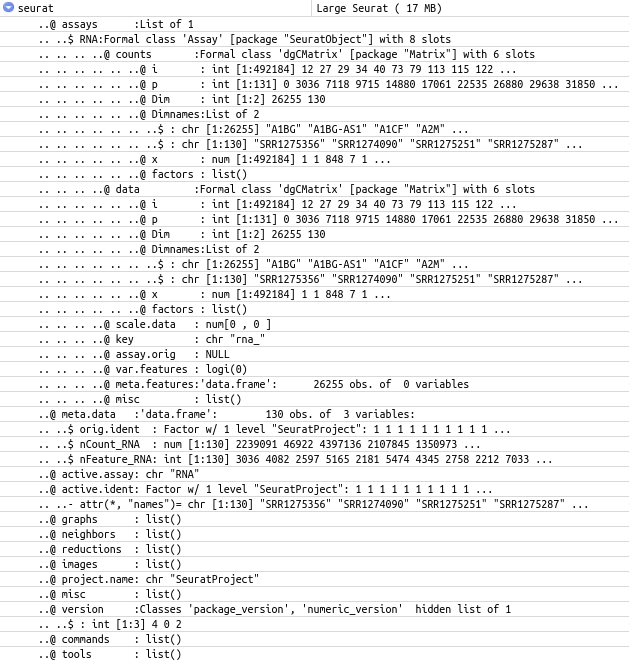 seurat Large Seurat ( 17 MB)
..@ assays :List of 1
.. ..$ RNA:Formal class 'Assay' [package "SeuratObject"] with 8 slots
.. .. .. ..@ counts :Formal class 'dgCMatrix' [package "Matrix"] with 6 slots
.. .. .. .. .. ..@ i : int [1:492184] 12 27 29 34 40 73 79 113 115 122 ...
.. .. .. .. .. ..@ p : int [1:131] 0 3036 7118 9715 14880 17061 22535 26880 29638 31850 ...
.. .. .. .. .. ..@ Dim : int [1:2] 26255 130
.. .. .. .. .. ..@ Dimnames:List of 2
.. .. .. .. .. .. ..$ : chr [1:26255] "A1BG" "A1BG-AS1" "A1CF" "A2M" ...
.. .. .. .. .. .. ..$ : chr [1:130] "SRR1275356" "SRR1274090" "SRR1275251" "SRR1275287" ...
.. .. .. .. .. ..@ x : num [1:492184] 1 1 848 7 1 ...
.. .. .. .. .. ..@ factors : list()
.. .. .. ..@ data :Formal class 'dgCMatrix' [package "Matrix"] with 6 slots
.. .. .. .. .. ..@ i : int [1:492184] 12 27 29 34 40 73 79 113 115 122 ...
.. .. .. .. .. ..@ p : int [1:131] 0 3036 7118 9715 14880 17061 22535 26880 29638 31850 ...
.. .. .. .. .. ..@ Dim : int [1:2] 26255 130
.. .. .. .. .. ..@ Dimnames:List of 2
.. .. .. .. .. .. ..$ : chr [1:26255] "A1BG" "A1BG-AS1" "A1CF" "A2M" ...
.. .. .. .. .. .. ..$ : chr [1:130] "SRR1275356" "SRR1274090" "SRR1275251" "SRR1275287" ...
.. .. .. .. .. ..@ x : num [1:492184] 1 1 848 7 1 ...
.. .. .. .. .. ..@ factors : list()
.. .. .. ..@ scale.data : num[0 , 0 ]
.. .. .. ..@ key : chr "rna_"
.. .. .. ..@ assay.orig : NULL
.. .. .. ..@ var.features : logi(0)
.. .. .. ..@ meta.features:'data.frame': 26255 obs. of 0 variables
.. .. .. ..@ misc : list()
..@ meta.data :'data.frame': 130 obs. of 3 variables:
.. ..$ orig.ident : Factor w/ 1 level "SeuratProject": 1 1 1 1 1 1 1 1 1 1 ...
.. ..$ nCount_RNA : num [1:130] 2239091 46922 4397136 2107845 1350973 ...
.. ..$ nFeature_RNA: int [1:130] 3036 4082 2597 5165 2181 5474 4345 2758 2212 7033 ...
..@ active.assay: chr "RNA"
..@ active.ident: Factor w/ 1 level "SeuratProject": 1 1 1 1 1 1 1 1 1 1 ...
.. ..- attr(*, "names")= chr [1:130] "SRR1275356" "SRR1274090" "SRR1275251" "SRR1275287" ...
..@ graphs : list()
..@ neighbors : list()
..@ reductions : list()
..@ images : list()
..@ project.name: chr "SeuratProject"
..@ misc : list()
..@ version :Classes 'package_version', 'numeric_version' hidden list of 1
.. ..$ : int [1:3] 4 0 2
..@ commands : list()
..@ tools : list()